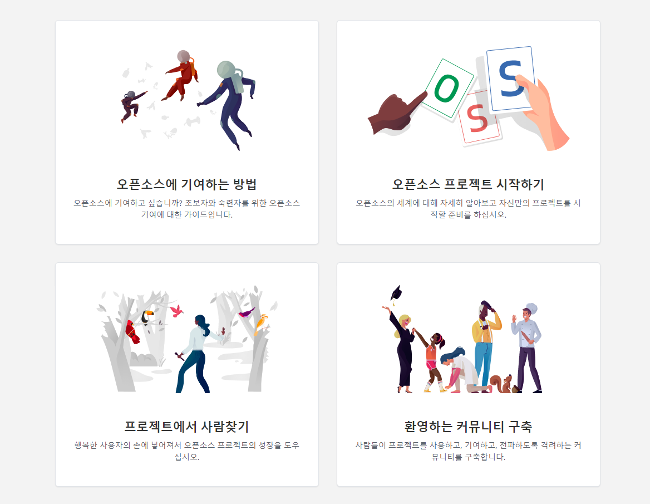 O
S
S
오픈소스에 기여하는 방법
오픈소스에 기여하고 싶습니까? 초보자와 숙련자를 위한 오픈소스
기여에 대한 가이드입니다.
오픈소스 프로젝트 시작하기
오픈소스의 세계에 대해 자세히 알아보고 자신만의 프로젝트를 시
작할 준비를 하십시오.
프로젝트에서 사람찾기
행복한 사용자의 손에 넣어져서 오픈소스 프로젝트의 성장을 도우
십시오.
환영하는 커뮤니티 구축
사람들이 프로젝트를 사용하고, 기여하고, 전파하도록 격려하는 커
뮤니티를 구축합니다.